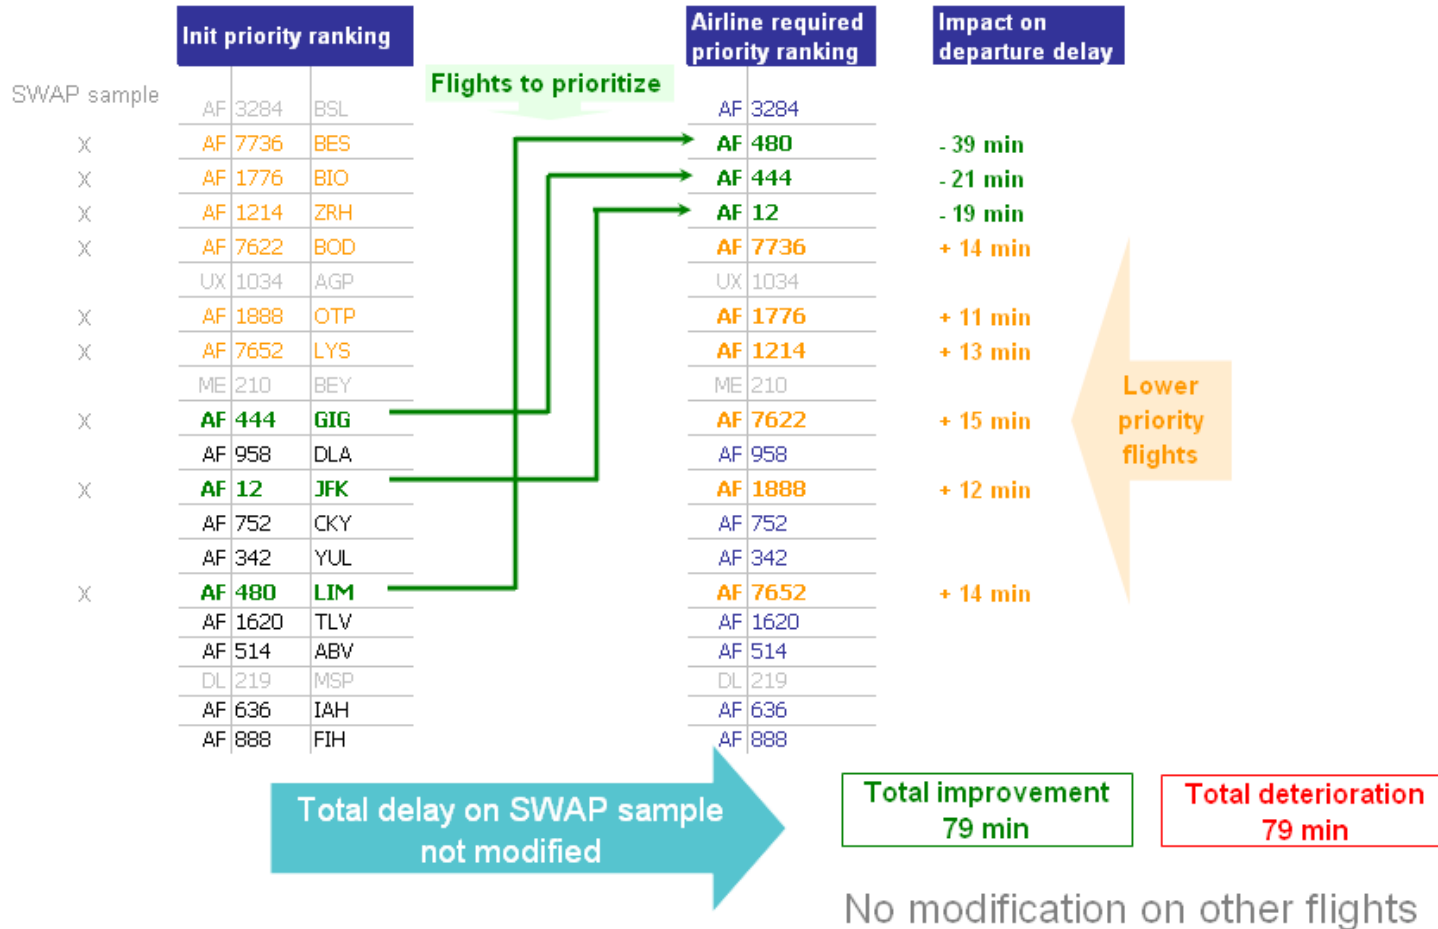 Init priority ranking
Airline required
priority ranking
Impact on
departure delay
Flights to prioritize
SWAP sample
AF 3284 BSL AF 3284
X AF 7736 BES AF 480 - 39 min
X AF 1776 BIO AF 444 - 21 min
X AF 1214 ZRH AF 12 - 19 min
X AF 7622 BOD AF 7736 + 14 min
UX 1034 AGP UX 1034
X AF 1888 OTP AF 1776 + 11 min
X AF 7652 LYS AF 1214 + 13 min
ME 210 BEY ME 210
X AF 444 GIG AF 7622 + 15 min
AF 958 DLA AF 958
X AF 12 JFK AF 1888 + 12 min
AF 752 CKY AF 752
AF 342 YUL AF 342
X AF 480 LIM AF 7652 + 14 min
AF 1620 TLV AF 1620
AF 514 ABV AF 514
DL 219 MSP DL 219
AF 636 IAH AF 636
AF 888 FIH AF 888
Lower
priority
flights
Total delay on SWAP sample
not modified
Total improvement
79 min
Total deterioration
79 min
No modification on other flights